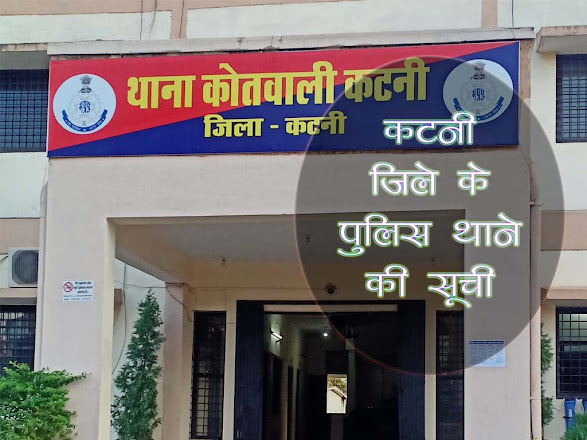 थाना कोतवाली कटनी
जिला - कटनी
कटनी
जिले के
पुलिस थाने
की सूची